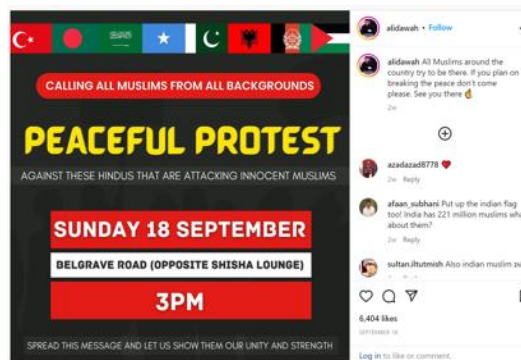 CALLING ALL MUSLIMS FROM ALL BACKGROUNDS
PEACEFUL PROTEST
AGAINST THESE HINDUS THAT ARE ATTACKING INNOCENT MUSLIMS
SUNDAY 18 SEPTEMBER
BELGRAVE ROAD (OPPOSITE SHISHA LOUNGE)
3PM
SPREAD THIS MESSAGE AND LET US SHOW THEM OUR UNITY AND STRENGTH
alidawah • Follow
alidawah All Muslims around the
country try to be there. If you plan on
breaking the peace don't come
please. See you there ☝
2w
azadazad8778 ❤
2w Reply
afaan_subhani Put up the indian flag
too! India has 221 million muslims
about them?
2w Reply
sultan.iltutmish Also indian muslim
6,404 likes
SEPTEMBER 18
Log in to like or comment.